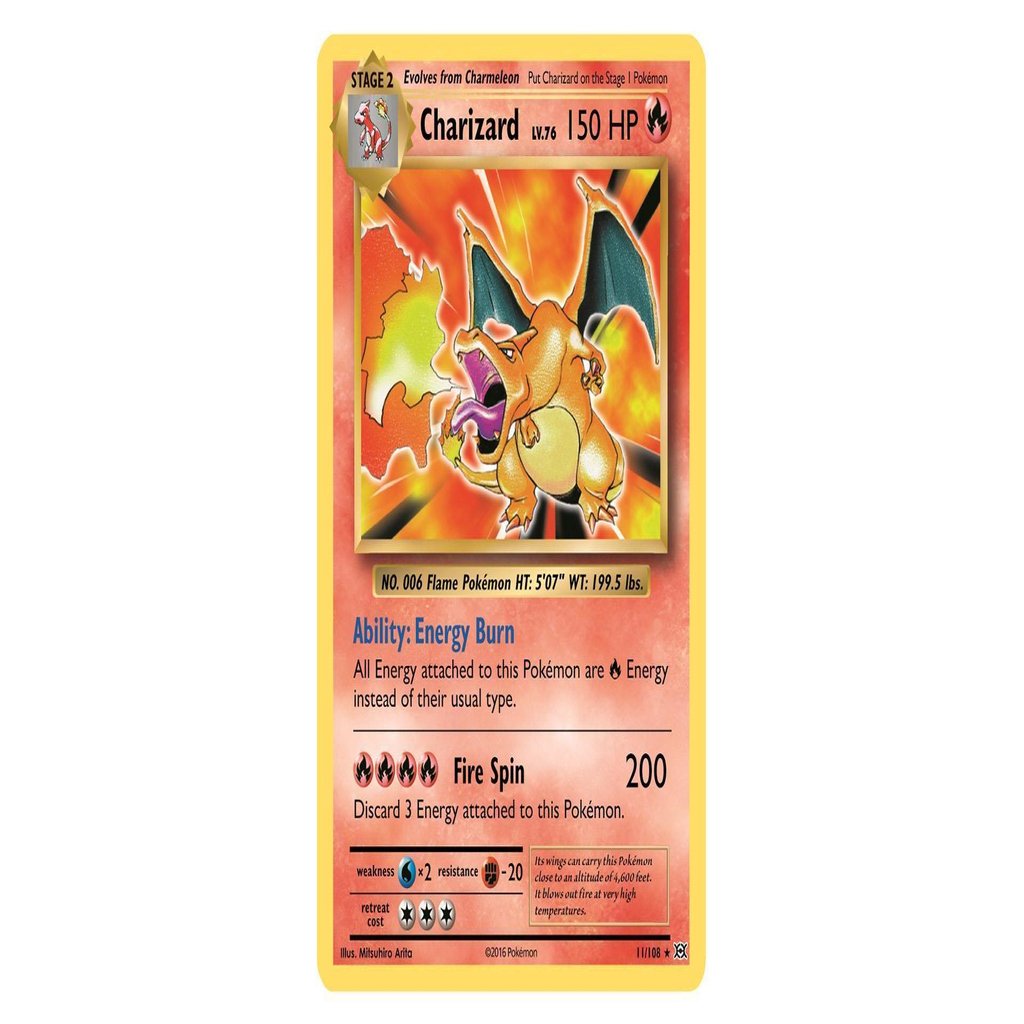 STAGE 2 Evolves from Charmeleon Put Charizard on the Stage 1 Pokémon
Charizard LV.76 150 HP
NO. 006 Flame Pokémon HT: 5'07" WT: 199.5 lbs.
Ability: Energy Burn
All Energy attached to this Pokémon are Energy
instead of their usual type.
Fire Spin 200
Discard 3 Energy attached to this Pokémon.
weakness ×2 resistance -20
retreat
cost
Its wings can carry this Pokémon
close to an altitude of 4,600 feet.
It blows out fire at very high
temperatures.
Illus. Mitsuhiro Arita ©2016 Pokémon 11/108 ★